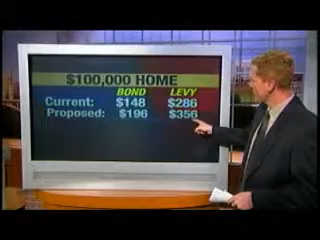 $100,000 HOME
BOND LEVY
Current: $148 $286
Proposed: $196 $356